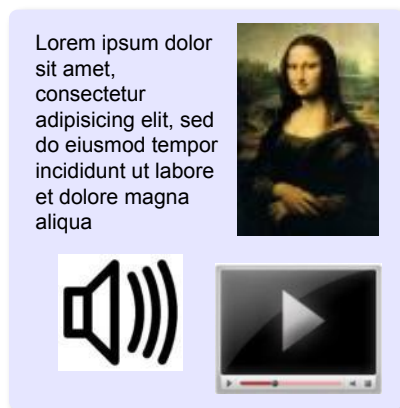 Lorem ipsum dolor
sit amet,
consectetur
adipisicing elit, sed
do eiusmod tempor
incididunt ut labore
et dolore magna
aliqua